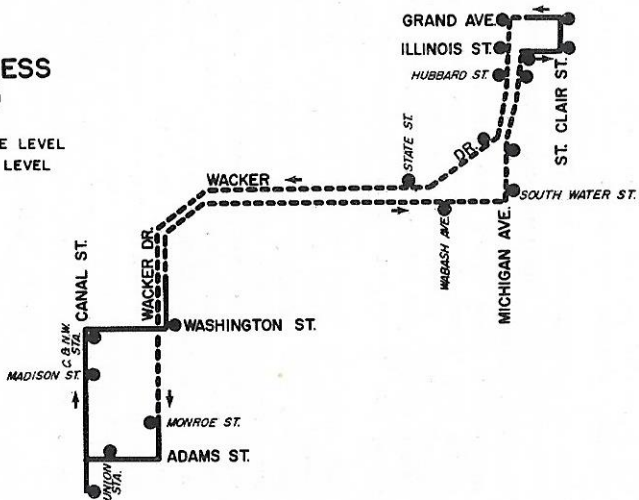 ESS
E LEVEL
LEVEL
GRAND AVE.
ILLINOIS ST.
HUBBARD ST.
ST. CLAIR ST.
STATE ST.
DR.
WACKER
SOUTH WATER ST.
WABASH AVE.
MICHIGAN AVE.
CANAL ST.
WACKER DR.
WASHINGTON ST.
C. & N.W. STA.
MADISON ST.
MONROE ST.
ADAMS ST.
UNION STA.